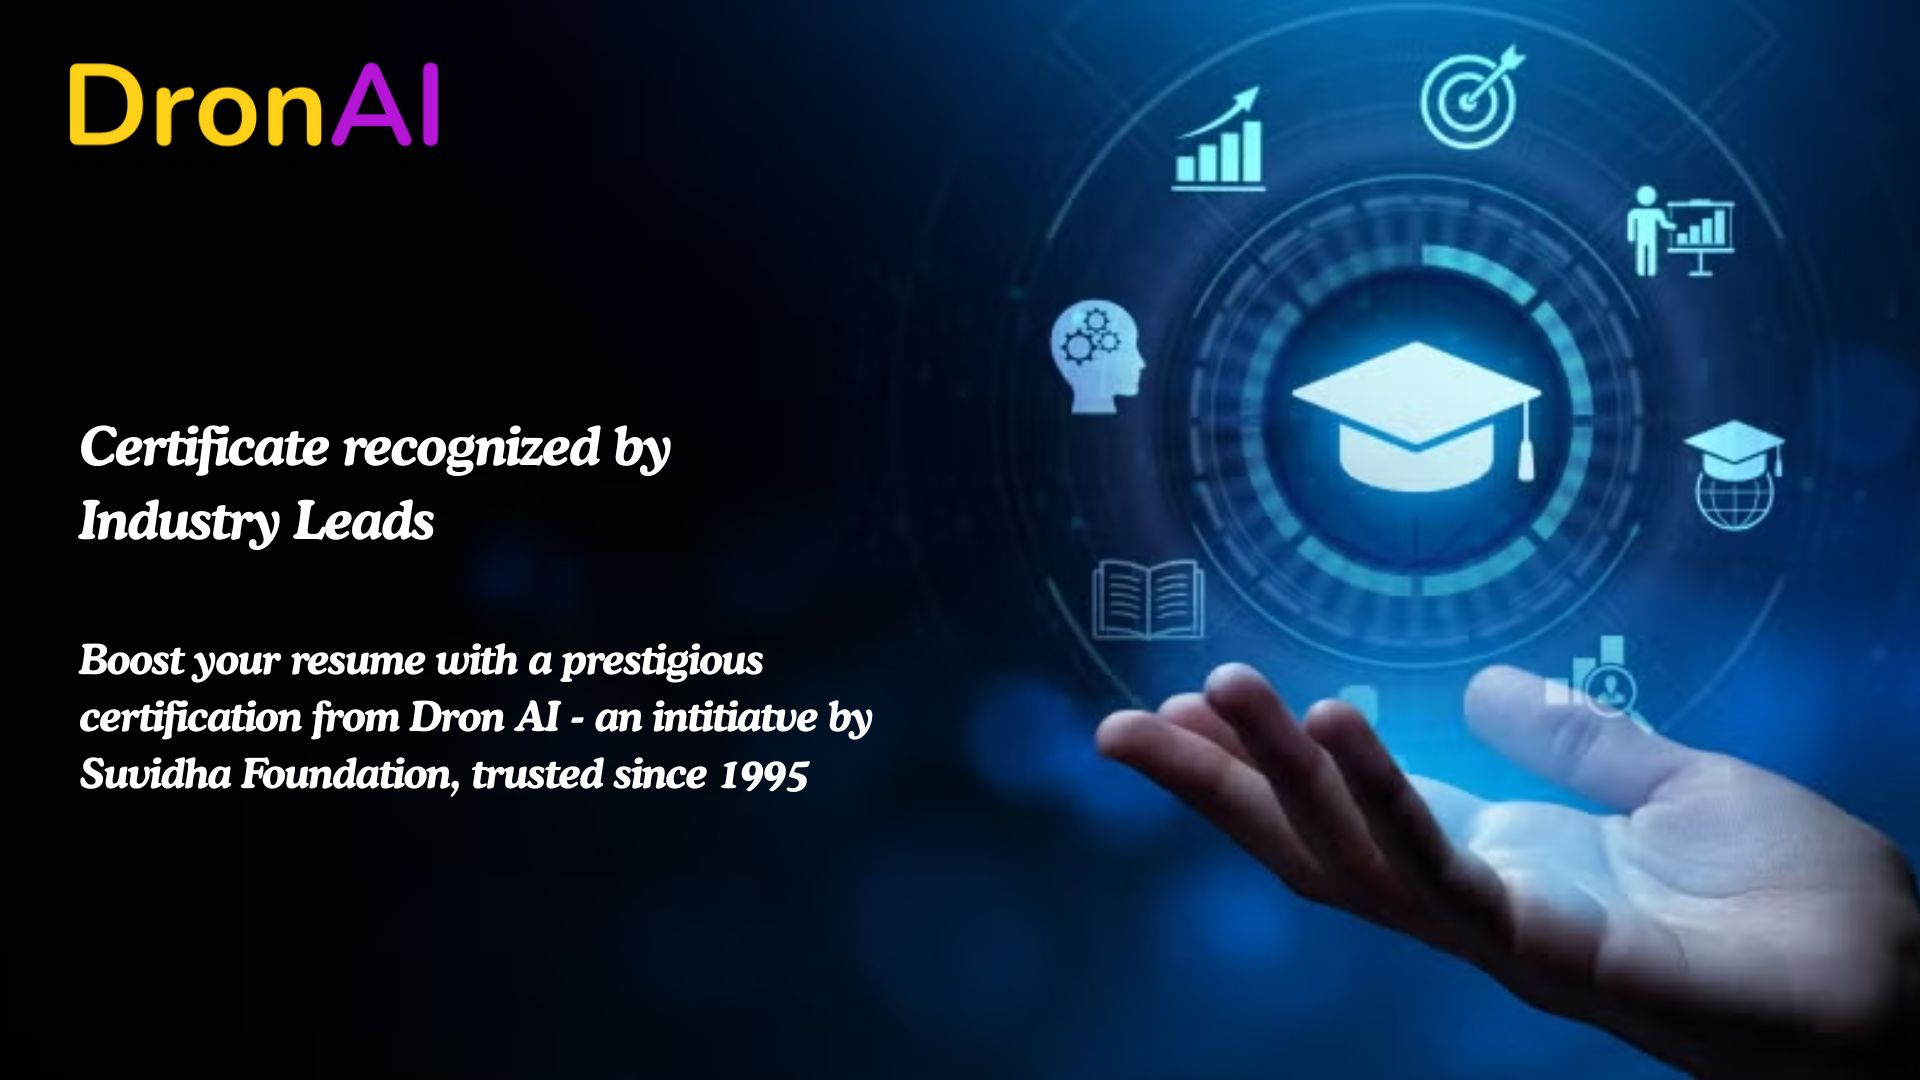 DronAI
Certificate recognized by
Industry Leads
Boost your resume with a prestigious
certification from Dron AI - an intitiatve by
Suvidha Foundation, trusted since 1995